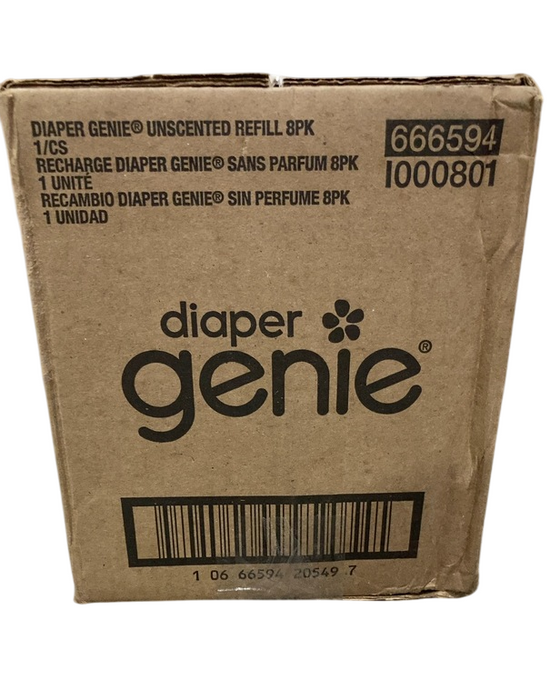 DIAPER GENIE® UNSCENTED REFILL 8PK
1/CS
RECHARGE DIAPER GENIE® SANS PARFUM 8PK
1 UNITÉ
RECAMBIO DIAPER GENIE® SIN PERFUME 8PK
1 UNIDAD
666594
I000801
diaper
genie®
1 06 66594 20549 7